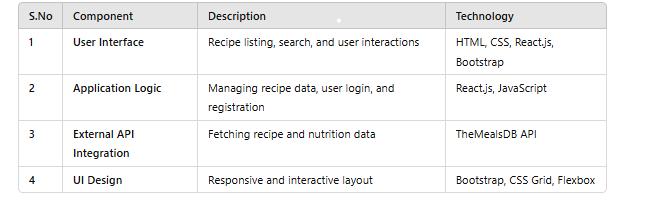 S.No Component Description Technology
1 User Interface Recipe listing, search, and user interactions HTML, CSS, React.js,
Bootstrap
2 Application Logic Managing recipe data, user login, and React.js, JavaScript
registration
3 External API Fetching recipe and nutrition data TheMealsDB API
Integration
4 UI Design Responsive and interactive layout Bootstrap, CSS Grid, Flexbox